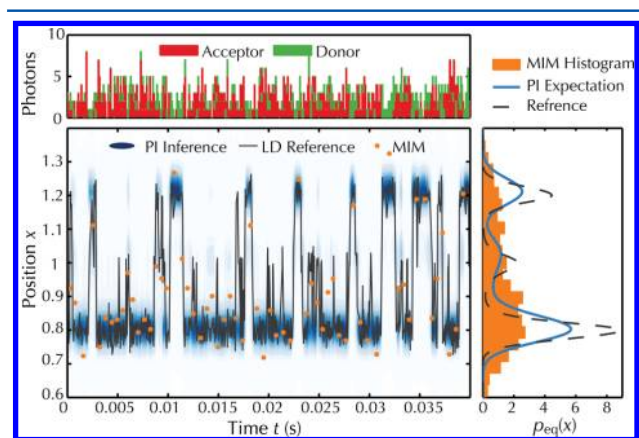 Photons
10
5
0
Acceptor Donor
MIM Histogram
PI Expectation
Refrence
PI Inference LD Reference MIM
Position x
1.3
1.2
1.1
1
0.9
0.8
0.7
0.6
0 0.005 0.01 0.015 0.02 0.025 0.03 0.035
Time t (s)
0 2 4 6 8
peq(x)